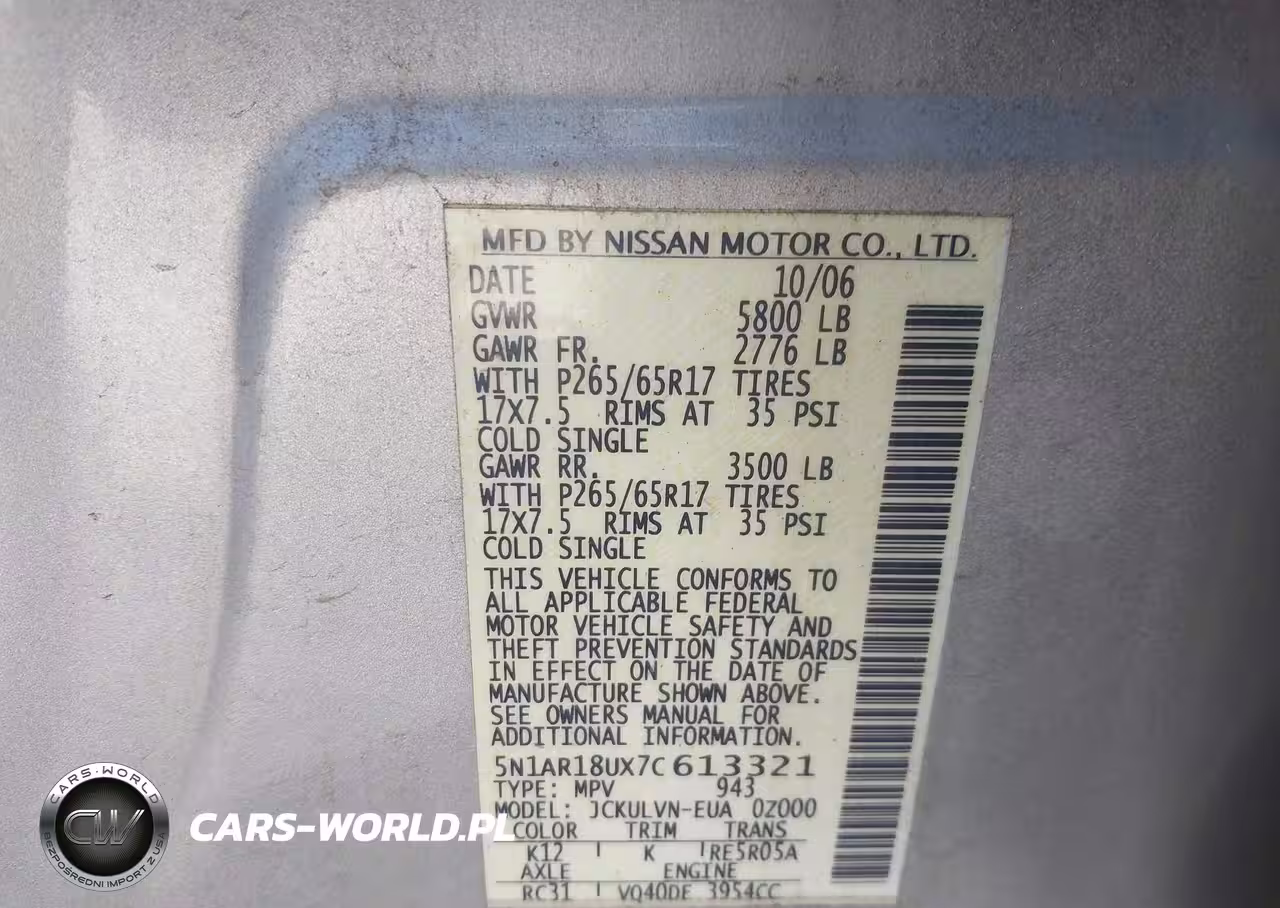 MFD BY NISSAN MOTOR CO., LTD.
DATE 10/06
GVWR 5800 LB
GAWR FR. 2776 LB
WITH P265/65R17 TIRES
17X7.5 RIMS AT 35 PSI
COLD SINGLE
GAWR RR. 3500 LB
WITH P265/65R17 TIRES
17X7.5 RIMS AT 35 PSI
COLD SINGLE
THIS VEHICLE CONFORMS TO
ALL APPLICABLE FEDERAL
MOTOR VEHICLE SAFETY AND
THEFT PREVENTION STANDARDS
IN EFFECT ON THE DATE OF
MANUFACTURE SHOWN ABOVE.
SEE OWNERS MANUAL FOR
ADDITIONAL INFORMATION.
5N1AR18UX7C613321
TYPE: MPV 943
MODEL: JCKULVN-EUA 0Z000
COLOR TRIM TRANS
K12 K RE5R05A
AXLE ENGINE
RC31 VQ40DE 3954CC
CARS-WORLD
CW
BEZPOŚREDNI IMPORT Z USA
CARS-WORLD.PL